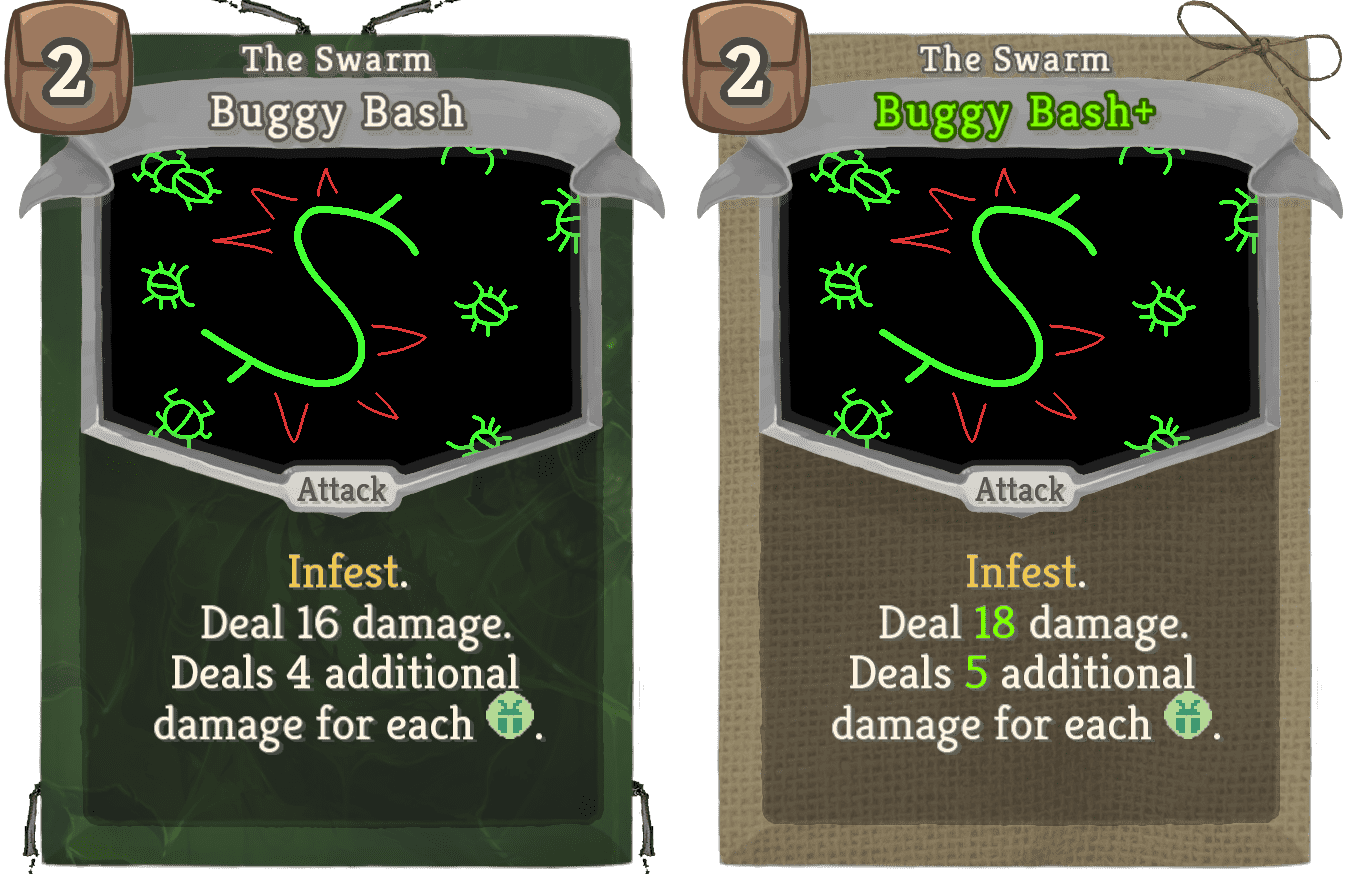 2
The Swarm
Buggy Bash
Attack
Infest.
Deal 16 damage.
Deals 4 additional
damage for each .
2
The Swarm
Buggy Bash+
Attack
Infest.
Deal 18 damage.
Deals 5 additional
damage for each .